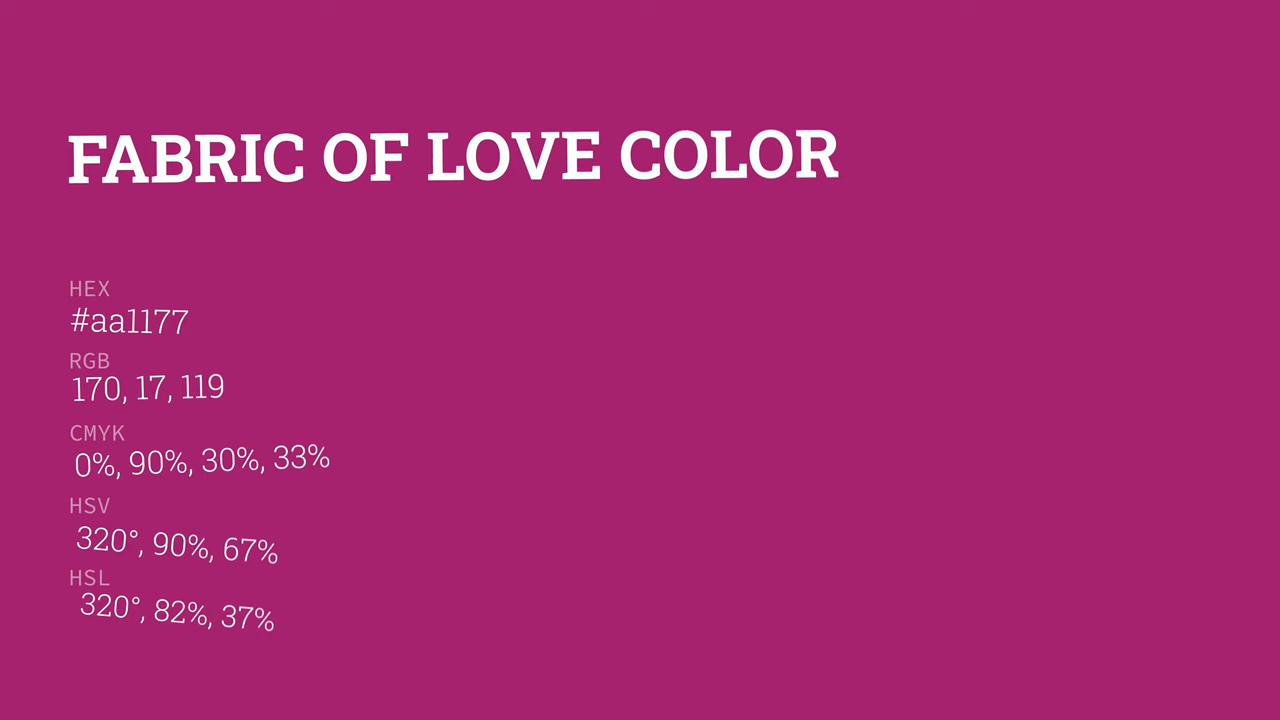 FABRIC OF LOVE COLOR
HEX
#aa1177
RGB
170, 17, 119
CMYK
0%, 90%, 30%, 33%
HSV
320°, 90%, 67%
HSL
320°, 82%, 37%